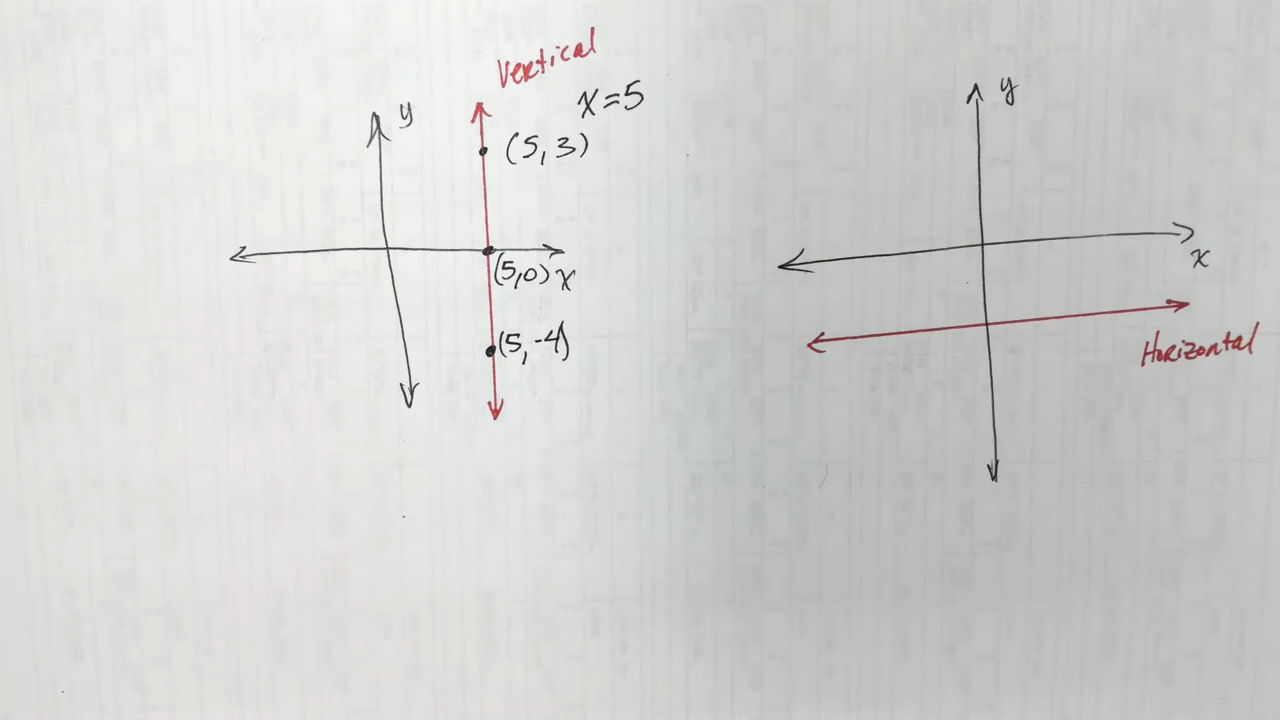 Vertical
x=5
y
(5, 3)
(5,0) x
(5,-4)
y
x
Horizontal